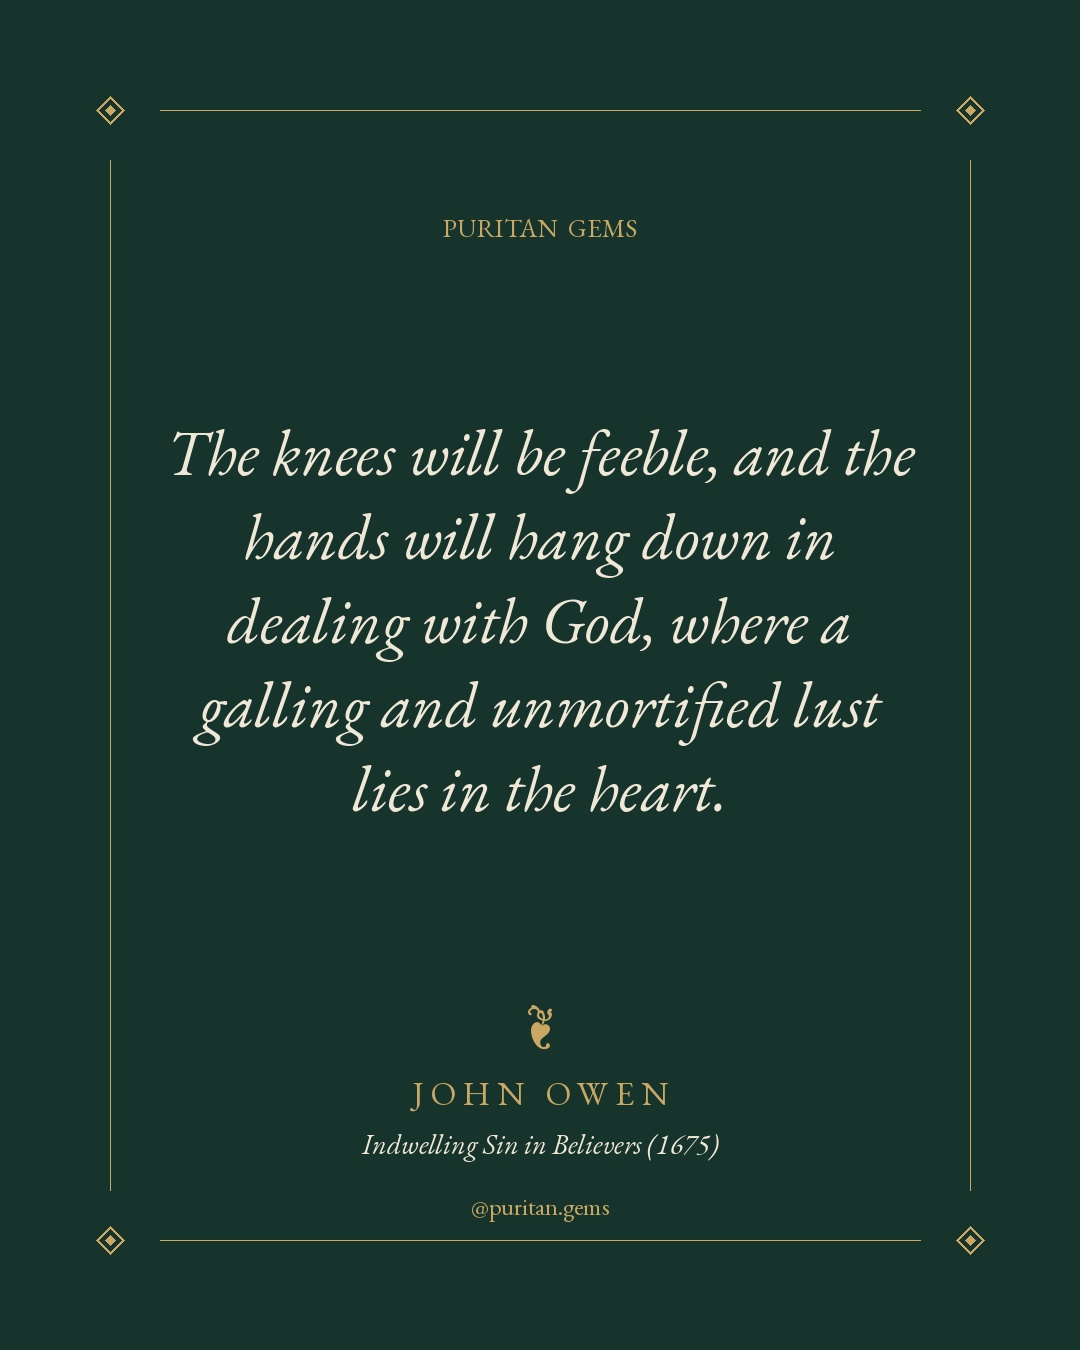 PURITAN GEMS
The knees will be feeble, and the
hands will hang down in
dealing with God, where a
galling and unmortified lust
lies in the heart.
JOHN OWEN
Indwelling Sin in Believers (1675)
@puritan.gems